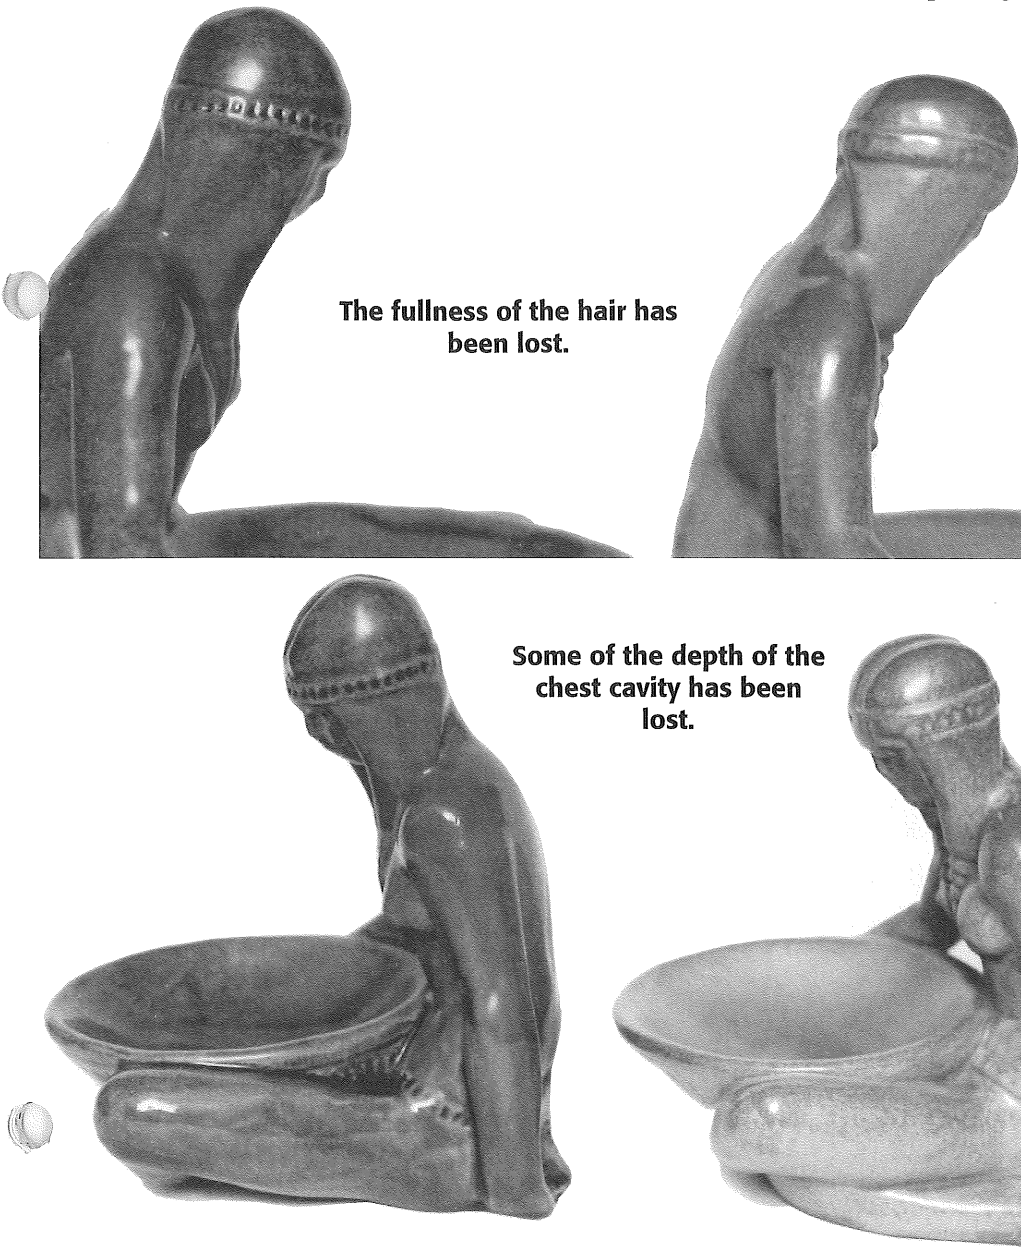 The fullness of the hair has
been lost.
Some of the depth of the
chest cavity has been
lost.